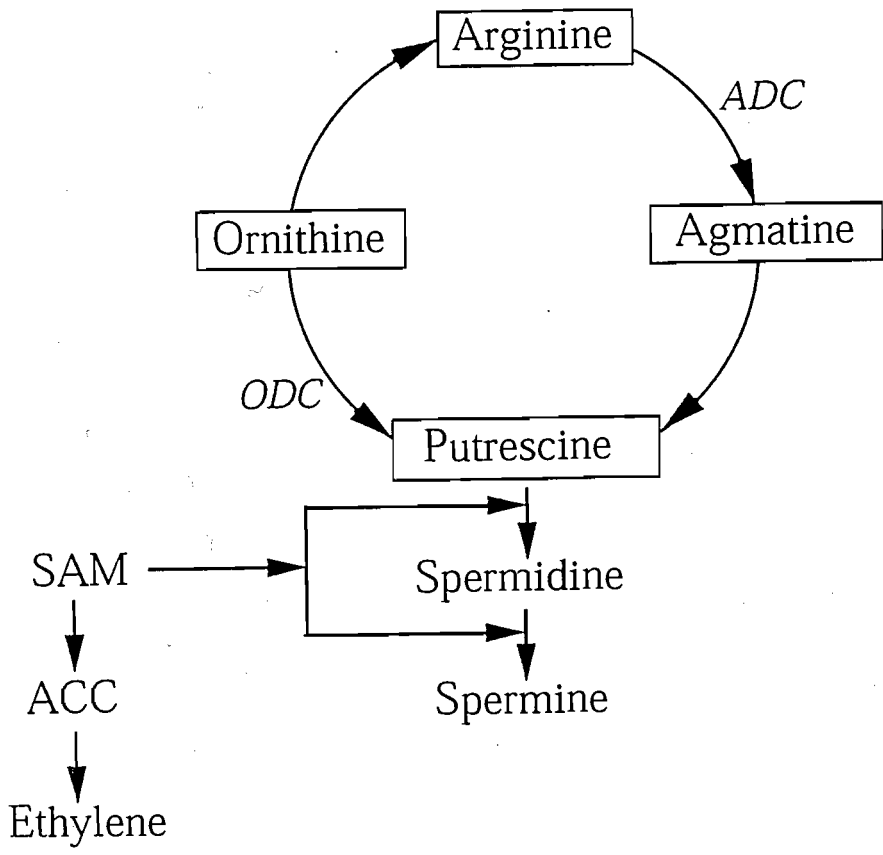 Arginine
ADC
Ornithine
Agmatine
ODC
Putrescine
SAM
Spermidine
ACC
Spermine
Ethylene